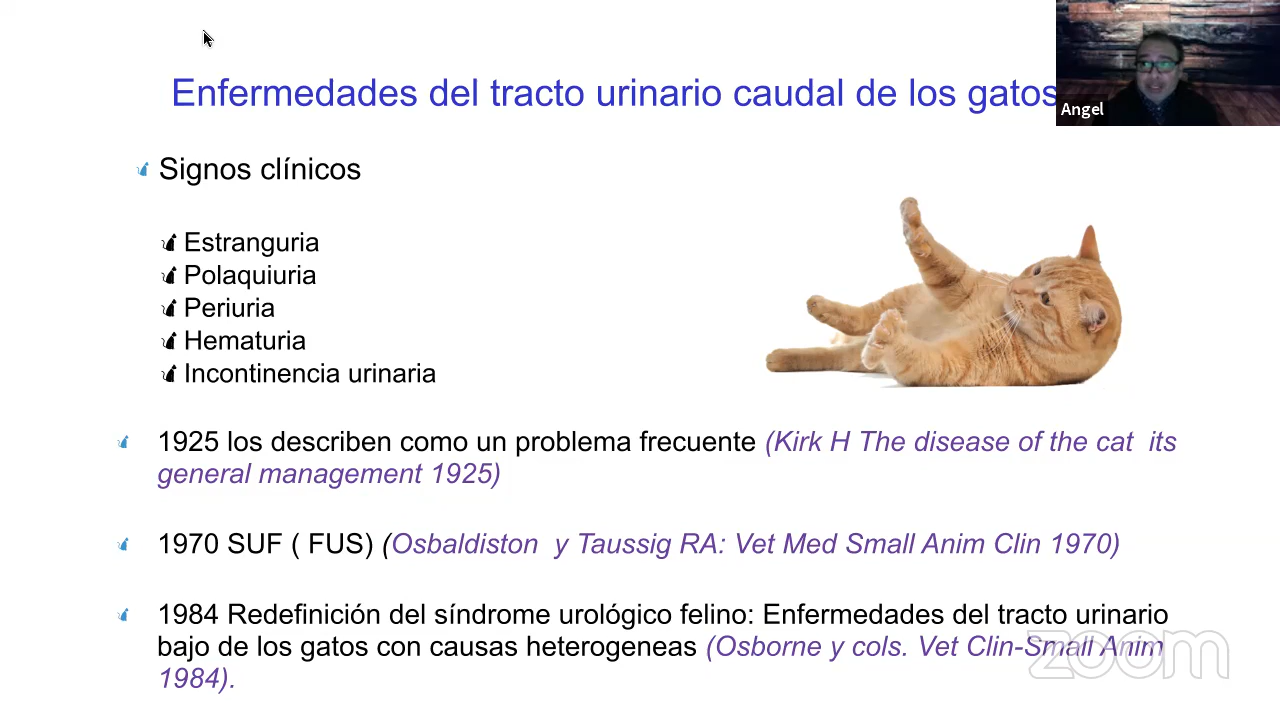 Enfermedades del tracto urinario caudal de los gatos
Angel
Signos clínicos
Estranguria
Polaquiuria
Periuria
Hematuria
Incontinencia urinaria
1925 los describen como un problema frecuente (Kirk H The disease of the cat its
general management 1925)
1970 SUF ( FUS) (Osbaldiston y Taussig RA: Vet Med Small Anim Clin 1970)
1984 Redefinición del síndrome urológico felino: Enfermedades del tracto urinario
bajo de los gatos con causas heterogeneas (Osborne y cols. Vet Clin-Small Anim
1984).
zoom